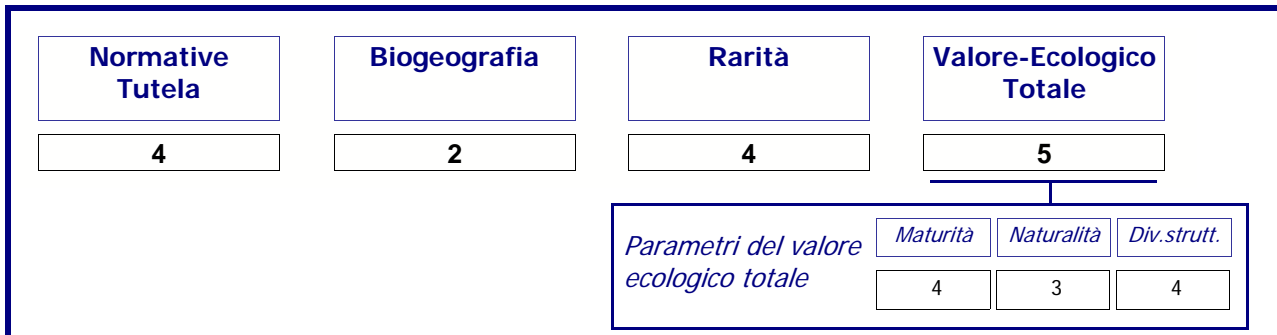 Normative
Tutela
Biogeografia
Rarità
Valore-Ecologico
Totale
4
2
4
5
Parametri del valore
ecologico totale
Maturità
Naturalità
Div.strutt.
4
3
4